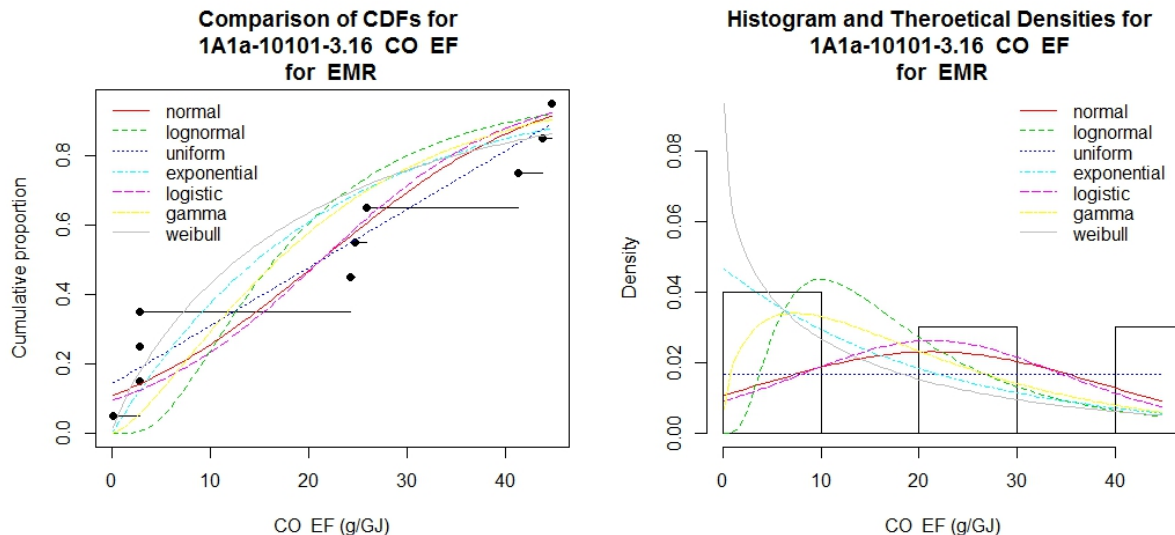 Comparison of CDFs for
1A1a-10101-3.16 CO EF
for EMR
normal
lognormal
uniform
exponential
logistic
gamma
weibull
Cumulative proportion
0.0
0.2
0.4
0.6
0.8
0
10
20
30
40
CO EF (g/GJ)
Histogram and Theroetical Densities for
1A1a-10101-3.16 CO EF
for EMR
normal
lognormal
uniform
exponential
logistic
gamma
weibull
Density
0.00
0.02
0.04
0.06
0.08
0
10
20
30
40
CO EF (g/GJ)